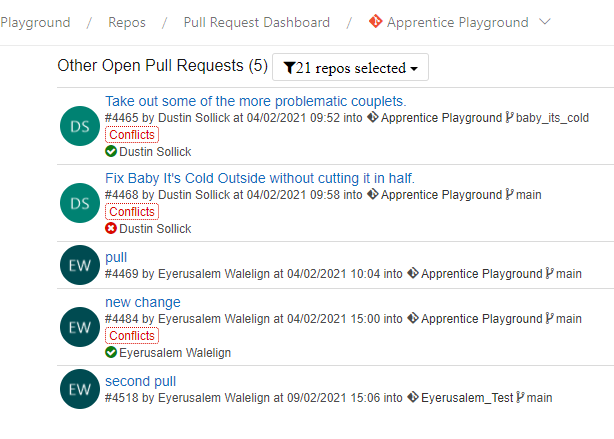 Playground / Repos / Pull Request Dashboard / Apprentice Playground
Other Open Pull Requests (5) 21 repos selected
DS
Take out some of the more problematic couplets.
#4465 by Dustin Sollick at 04/02/2021 09:52 into Apprentice Playground baby_its_cold
Conflicts
Dustin Sollick
DS
Fix Baby It's Cold Outside without cutting it in half.
#4468 by Dustin Sollick at 04/02/2021 09:58 into Apprentice Playground main
Conflicts
Dustin Sollick
EW
pull
#4469 by Eyerusalem Walelign at 04/02/2021 10:04 into Apprentice Playground main
EW
new change
#4484 by Eyerusalem Walelign at 04/02/2021 15:00 into Apprentice Playground main
Conflicts
Eyerusalem Walelign
EW
second pull
#4518 by Eyerusalem Walelign at 09/02/2021 15:06 into Eyerusalem_Test main